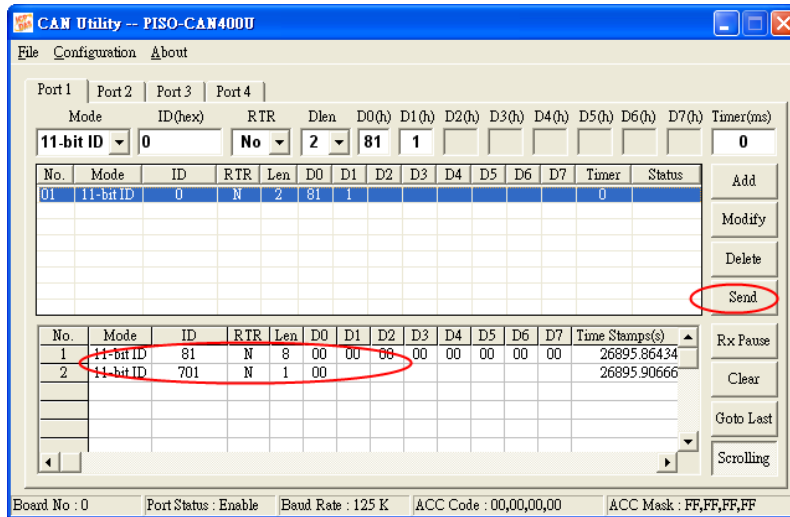 CAN Utility -- PISO-CAN400U
File Configuration About
Port 1 Port 2 Port 3 Port 4
Mode ID(hex) RTR Dlen D0(h) D1(h) D2(h) D3(h) D4(h) D5(h) D6(h) D7(h) Timer(ms)
11-bit ID 0 No 2 81 1 0
No. Mode ID RTR Len D0 D1 D2 D3 D4 D5 D6 D7 Timer Status
01 11-bit ID 0 N 2 81 1 0
Add
Modify
Delete
Send
No. Mode ID RTR Len D0 D1 D2 D3 D4 D5 D6 D7 Time Stamps(s)
1 11-bit ID 81 N 8 00 00 00 00 00 00 00 00 26895.86434
2 11-bit ID 701 N 1 00 26895.90666
Rx Pause
Clear
Goto Last
Scrolling
Board No : 0 Port Status : Enable Baud Rate : 125 K ACC Code : 00,00,00,00 ACC Mask : FF,FF,FF,FF